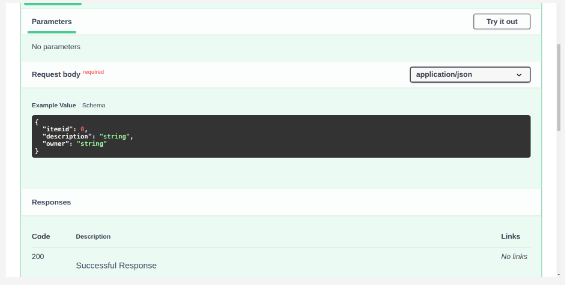 Parameters
Try it out
No parameters
Request body required
application/json
Example Value Schema
{
"itemid": 0,
"description": "string",
"owner": "string"
}
Responses
Code Description Links
200 Successful Response No links